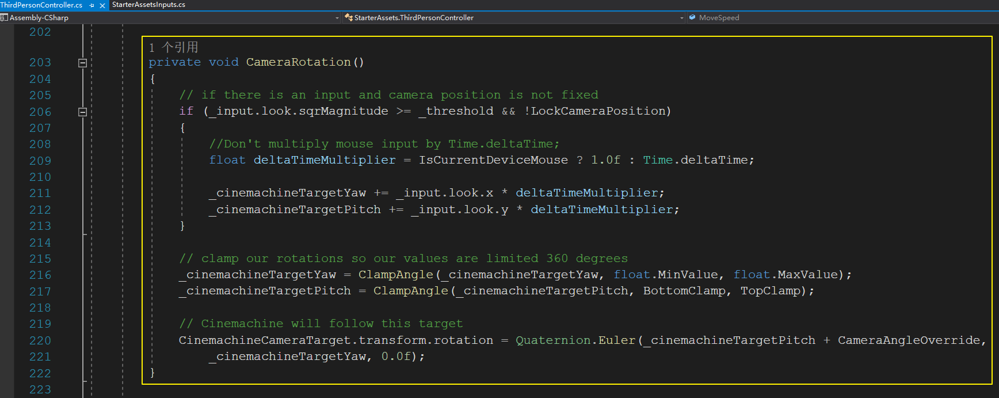 ThirdPersonController.cs StarterAssetsInputs.cs
Assembly-CSharp StarterAssets.ThirdPersonController MoveSpeed
202
1 个引用
203 private void CameraRotation()
204 {
205 // if there is an input and camera position is not fixed
206 if (_input.look.sqrMagnitude >= _threshold && !LockCameraPosition)
207 {
208 //Don't multiply mouse input by Time.deltaTime;
209 float deltaTimeMultiplier = IsCurrentDeviceMouse ? 1.0f : Time.deltaTime;
210
211 _cinemachineTargetYaw += _input.look.x * deltaTimeMultiplier;
212 _cinemachineTargetPitch += _input.look.y * deltaTimeMultiplier;
213 }
214
215 // clamp our rotations so our values are limited 360 degrees
216 _cinemachineTargetYaw = ClampAngle(_cinemachineTargetYaw, float.MinValue, float.MaxValue);
217 _cinemachineTargetPitch = ClampAngle(_cinemachineTargetPitch, BottomClamp, TopClamp);
218
219 // Cinemachine will follow this target
220 CinemachineCameraTarget.transform.rotation = Quaternion.Euler(_cinemachineTargetPitch + CameraAngleOverride,
221 _cinemachineTargetYaw, 0.0f);
222 }
223